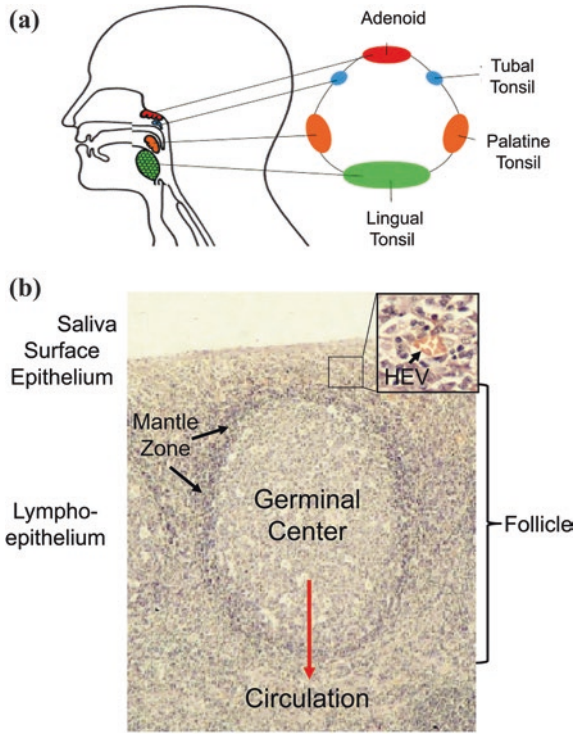 (a)
Adenoid
Tubal
Tonsil
Palatine
Tonsil
Lingual
Tonsil
(b)
Saliva
Surface
Epithelium
HEV
Mantle
Zone
Germinal
Center
Lympho-
epithelium
Follicle
Circulation